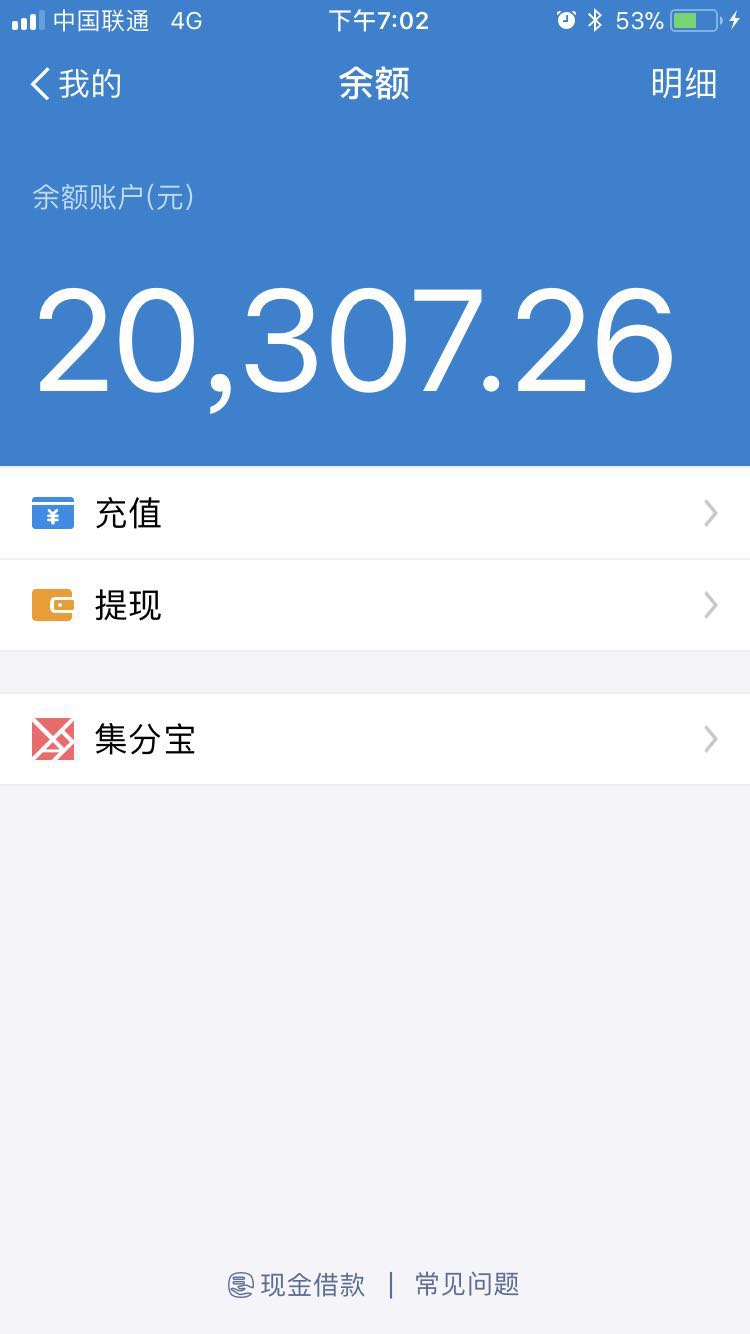 中国联通 4G 下午7:02 53%
我的 余额 明细
余额账户(元)
20,307.26
¥ 充值
提现
集分宝
现金借款 | 常见问题